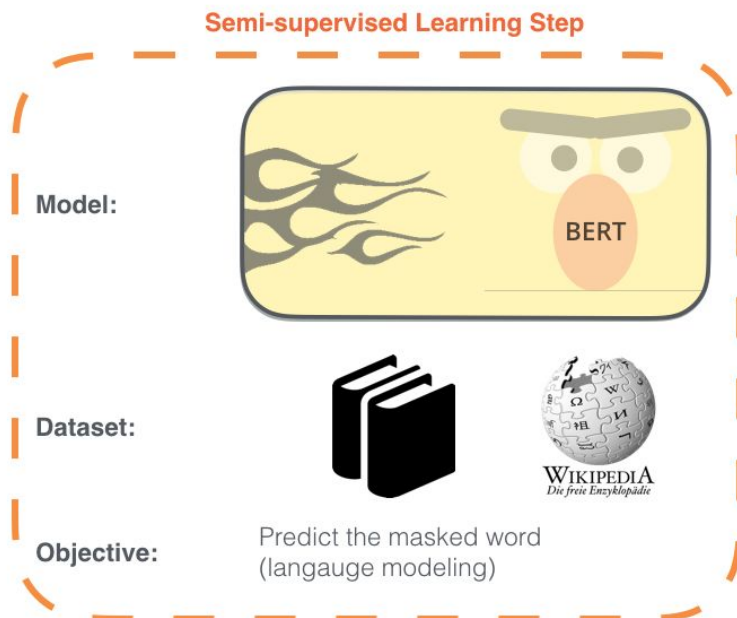 Semi-supervised Learning Step
Model:
BERT
Dataset:
WIKIPEDIA
Die freie Enzyklopädie
Objective:
Predict the masked word
(langauge modeling)